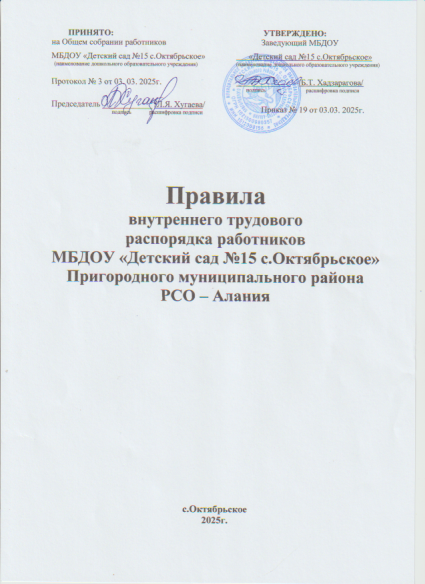 ПРИНЯТО:
на Общем собрании работников
МБДОУ «Детский сад №15 с.Октябрьское»
(наименование дошкольного образовательного учреждения)
Протокол № 3 от 03. 03. 2025г.
Председатель /Л.Я. Хугаева/
подпись расшифровка подписи
УТВЕРЖДЕНО:
Заведующий МБДОУ
«Детский сад №15 с.Октябрьское»
(наименование дошкольного образовательного учреждения)
Б.Т. Хадзарагова/
подпись расшифровка подписи
Приказ № 19 от 03.03. 2025г.
Правила
внутреннего трудового
распорядка работников
МБДОУ «Детский сад №15 с.Октябрьское»
Пригородного муниципального района
РСО – Алания
с.Октябрьское
2025г.